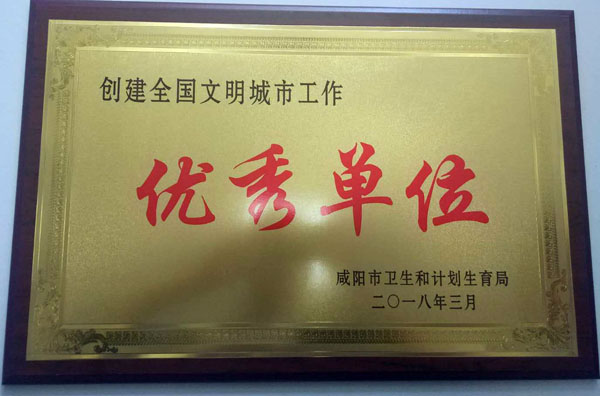 创建全国文明城市工作
优秀单位
咸阳市卫生和计划生育局
二〇一八年三月